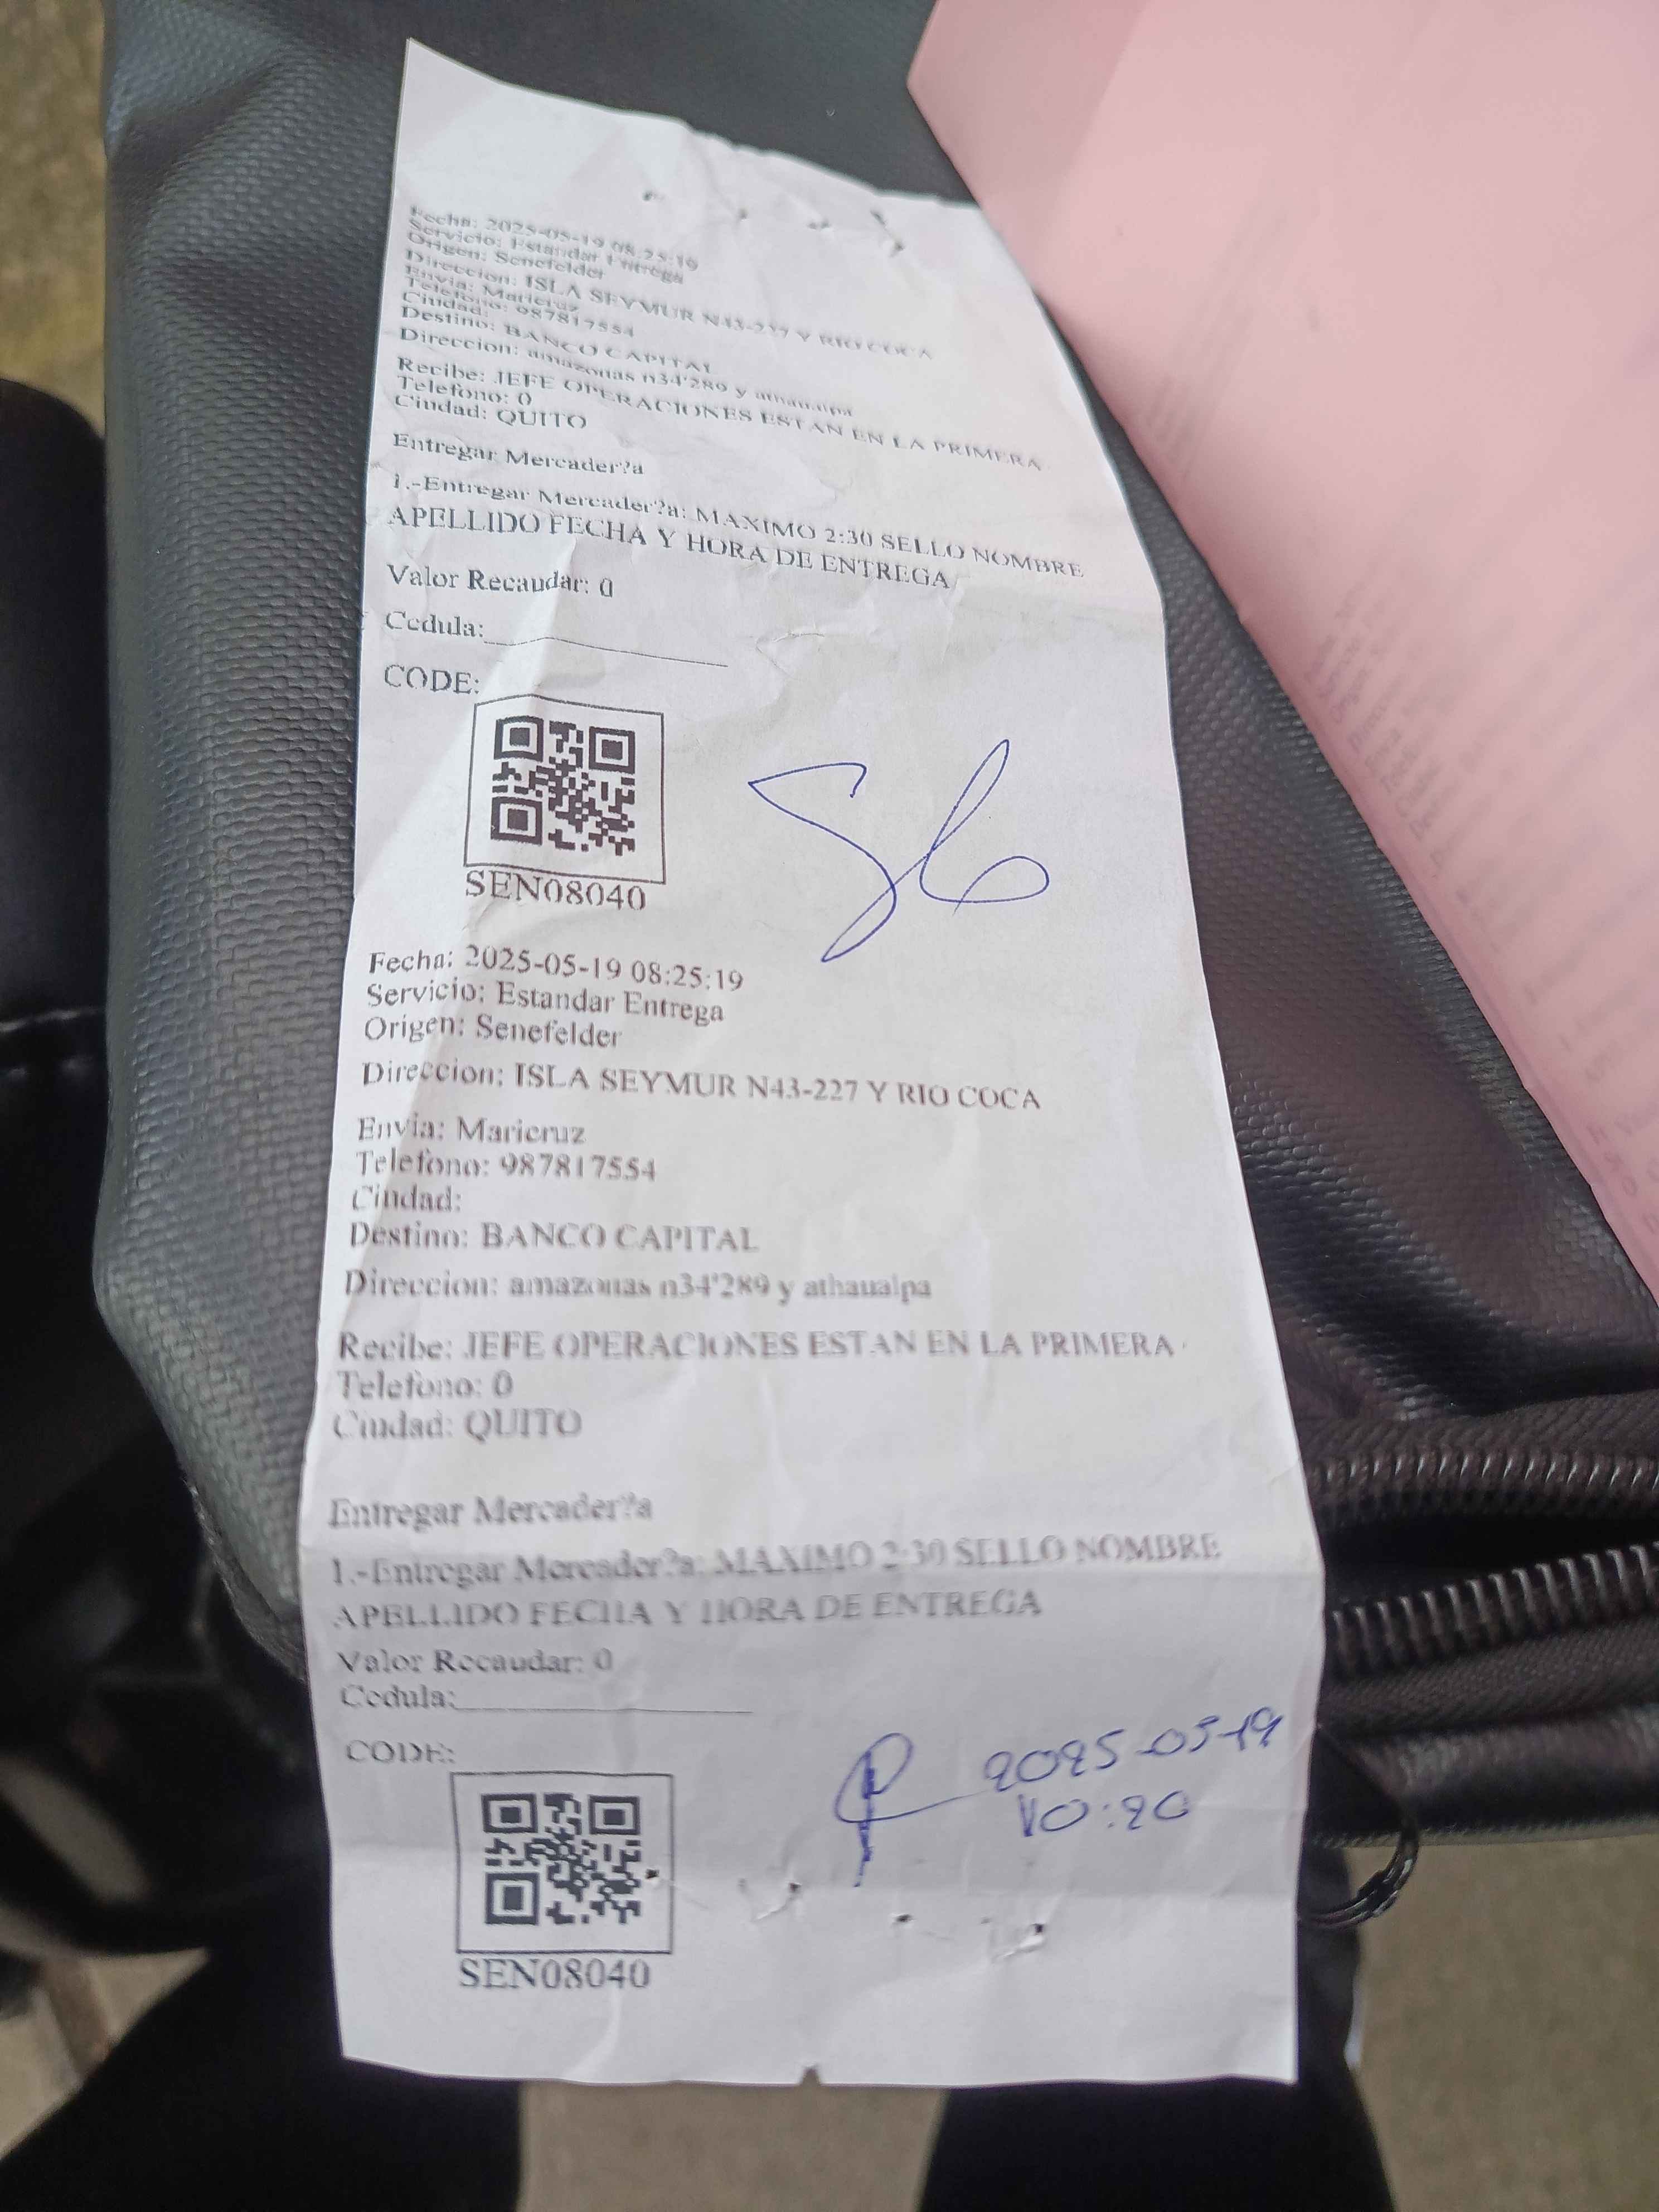 Fecha: 2025-05-19 08:25:19
Servicio: Estandar Entrega
Origen: Senefelder
Direccion: ISLA SEYMUR N43-227 Y RIO COCA
Envia: Maricruz
Telefono: 987817554
Ciudad:
Destino: BANCO CAPITAL
Direccion: amazonas n34'289 y athaualpa
Recibe: JEFE OPERACIONES ESTAN EN LA PRIMERA
Telefono: 0
Ciudad: QUITO
Entregar Mercader?a
1.-Entregar Mercader?a: MAXIMO 2:30 SELLO NOMBRE
APELLIDO FECHA Y HORA DE ENTREGA
Valor Recaudar: 0
Cedula:
CODE:
SEN08040
Fecha: 2025-05-19 08:25:19
Servicio: Estandar Entrega
Origen: Senefelder
Direccion: ISLA SEYMUR N43-227 Y RIO COCA
Envia: Maricruz
Telefono: 987817554
Ciudad:
Destino: BANCO CAPITAL
Direccion: amazonas n34'289 y athaualpa
Recibe: JEFE OPERACIONES ESTAN EN LA PRIMERA
Telefono: 0
Ciudad: QUITO
Entregar Mercader?a
1.-Entregar Mercader?a: MAXIMO 2:30 SELLO NOMBRE
APELLIDO FECHA Y HORA DE ENTREGA
Valor Recaudar: 0
Cedula:
CODE:
2025-05-19
10:20
SEN08040